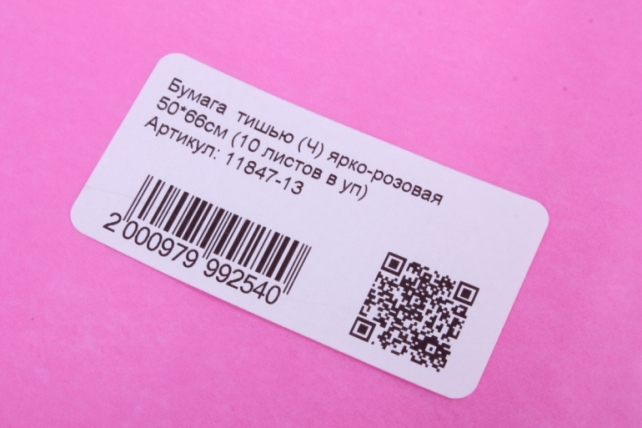 Бумага тишью (Ч) ярко-розовая
50*66см (10 листов в уп)
Артикул: 11847-13
2 000979 992540